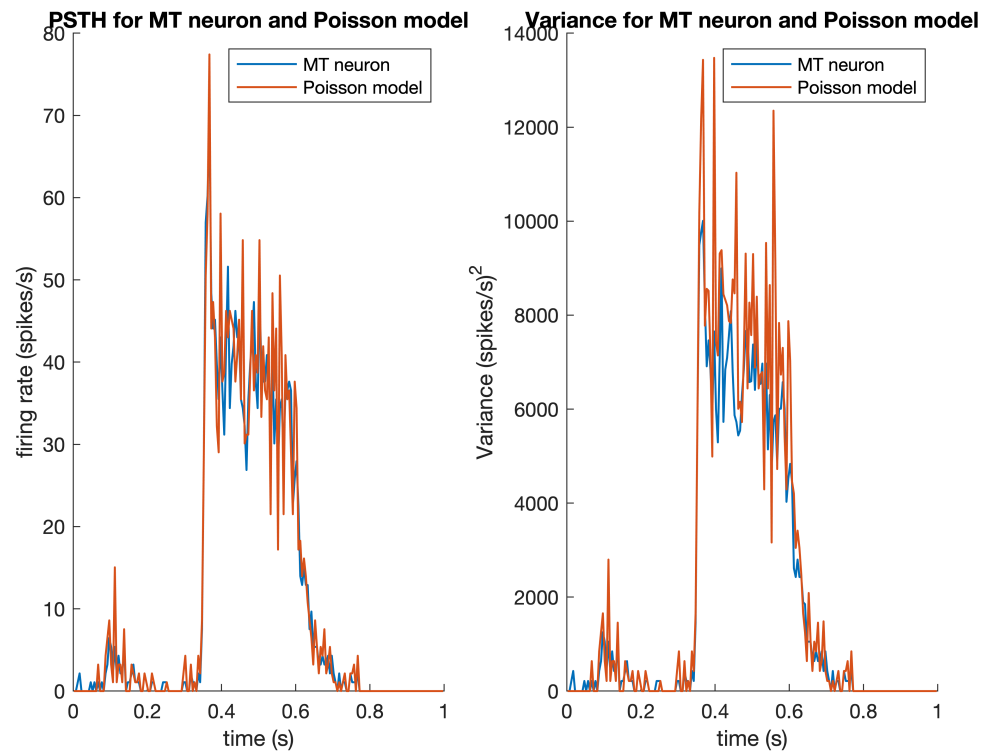 PSTH for MT neuron and Poisson model
80
70
60
50
40
30
20
10
0
firing rate (spikes/s)
MT neuron
Poisson model
0
0.2
0.4
0.6
0.8
1
time (s)
Variance for MT neuron and Poisson model
14000
12000
10000
8000
6000
4000
2000
0
Variance (spikes/s)²
MT neuron
Poisson model
0
0.2
0.4
0.6
0.8
1
time (s)